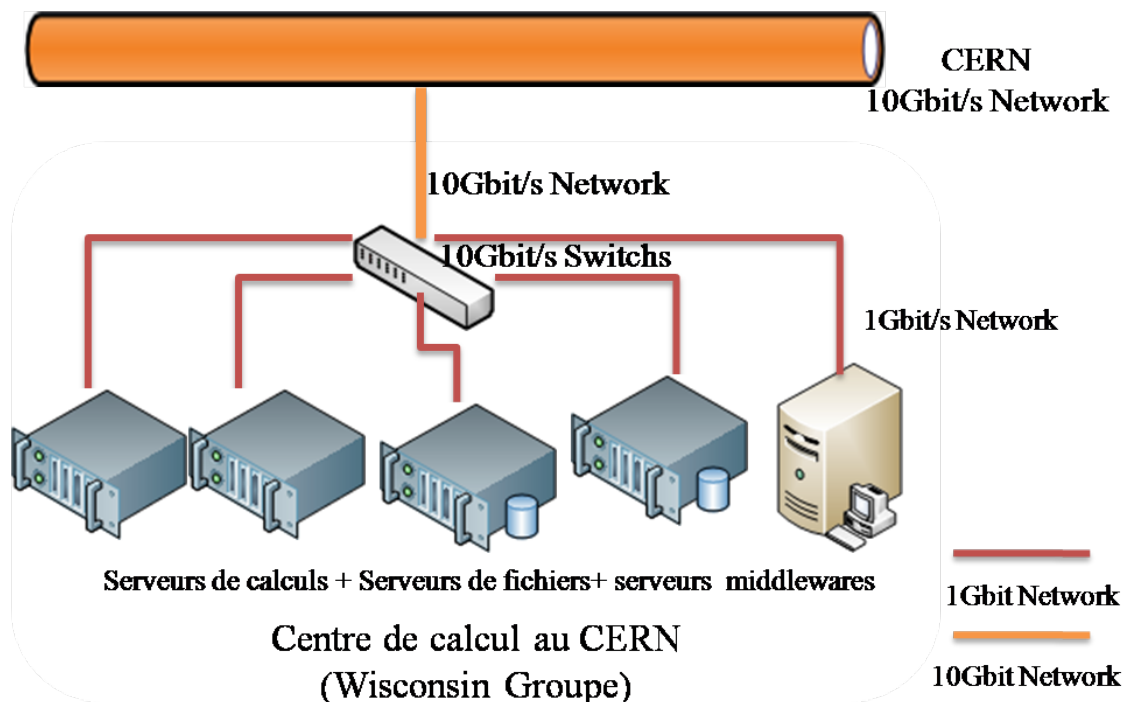 CERN
10Gbit/s Network
10Gbit/s Network
10Gbit/s Switchs
1Gbit/s Network
Serveurs de calculs + Serveurs de fichiers+ serveurs middlewares
Centre de calcul au CERN
(Wisconsin Groupe)
1Gbit Network
10Gbit Network